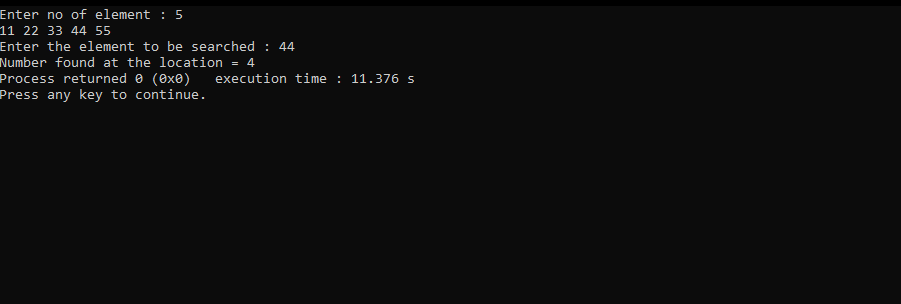 Enter no of element : 5
11 22 33 44 55
Enter the element to be searched : 44
Number found at the location = 4
Process returned 0 (0x0)   execution time : 11.376 s
Press any key to continue.